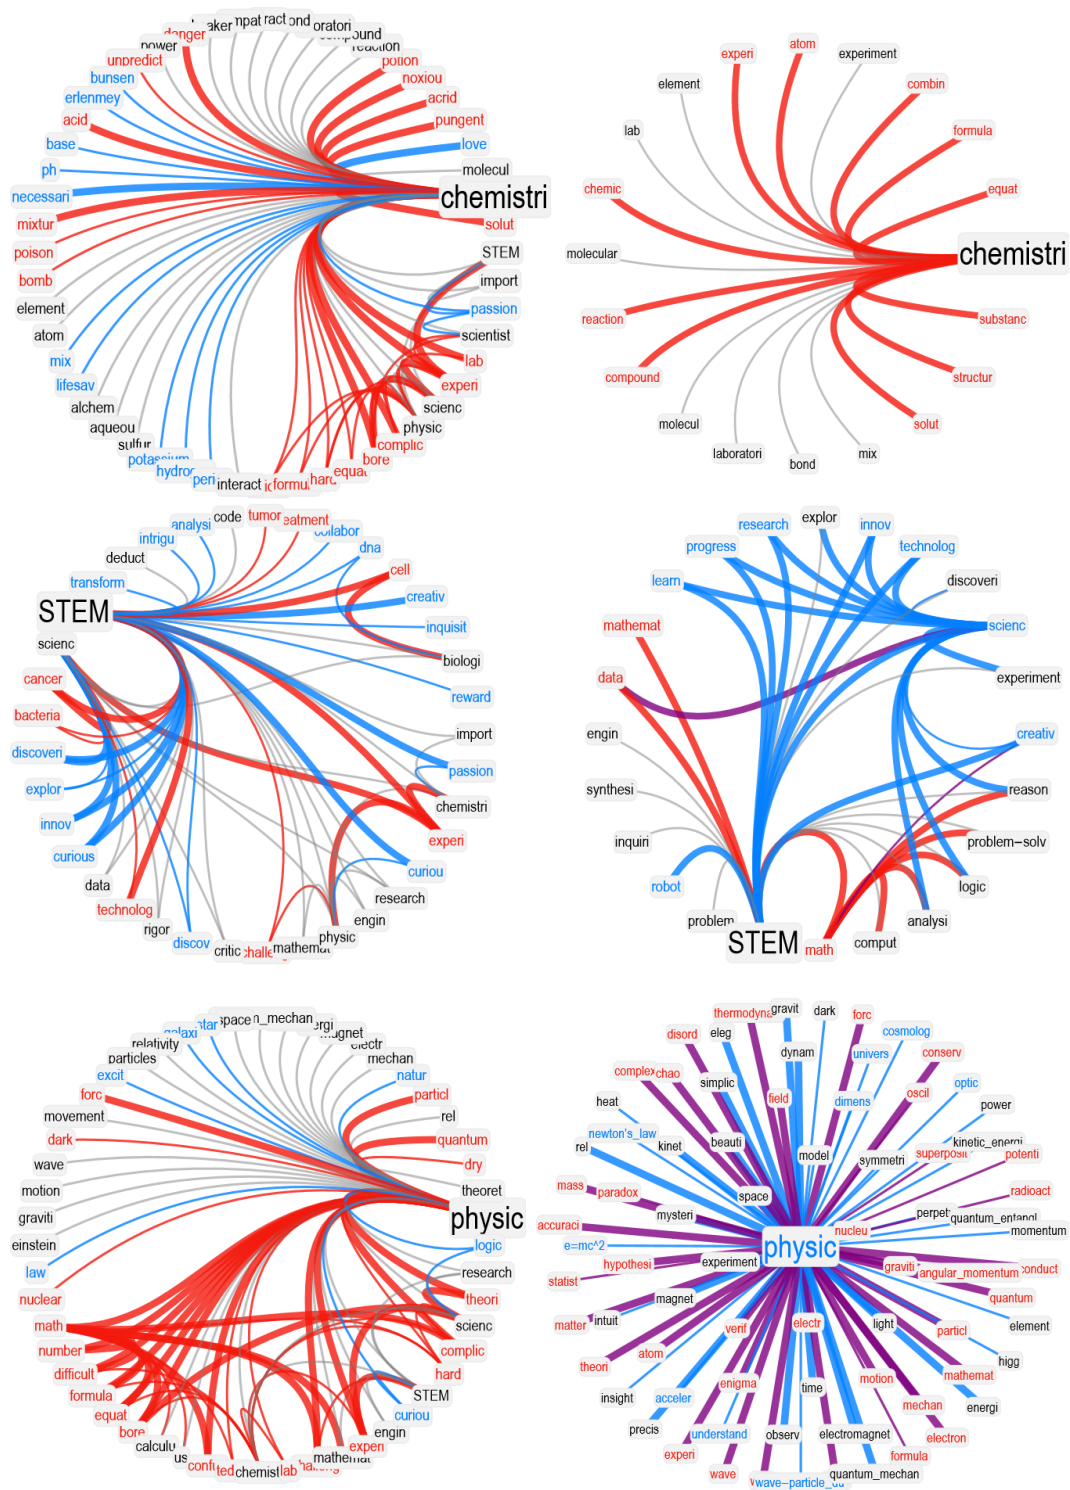 danger
potion
power
reaction
unpredict
noxiou
bunsen
acrid
erlenmey
pungent
acid
love
base
molecul
ph
chemistri
necessari
solut
mixtur
STEM
poison
import
bomb
passion
element
scientist
atom
lab
mix
experi
lifesav
scienc
alchem
physic
aqueou
complic
sulfur
bore
interact
equat
hard
atom
experiment
experi
element
combin
lab
formula
chemic
equat
molecular
chemistri
reaction
substanc
compound
structur
molecul
solut
laboratori
mix
bond
code
tumor
analysi
intrigu
dna
deduct
cell
transform
creativ
STEM
inquisit
scienc
biologi
cancer
reward
bacteria
import
discoveri
passion
explor
chemistri
innov
experi
curious
curiou
data
research
technolog
engin
rigor
physic
discov
critic
mathemat
explor
research
innov
progress
technolog
learn
discoveri
mathemat
scienc
data
experiment
engin
creativ
synthesi
reason
inquiri
problem-solv
robot
logic
problem
analysi
STEM
math
comput
space
star
galaxi
relativity
particles
mechan
excit
natur
forc
particl
movement
rel
dark
quantum
wave
dry
motion
theoret
graviti
physic
einstein
logic
law
research
nuclear
theori
math
scienc
number
complic
difficult
hard
formula
STEM
equat
curiou
bore
engin
calculu
experi
mathemat
lab
gravit
dark
forc
eleg
disord
cosmolog
dynam
univers
conserv
chao
simplic
optic
heat
field
dimens
oscil
power
newton's_law
beauti
kinet
rel
model
symmetri
kinetic_energi
potenti
mass
paradox
space
radioact
mysteri
accuraci
nucleu
momentum
e=mc^2
physic
hypothesi
experiment
graviti
angular_momentum
conduct
statist
magnet
quantum
matter
intuit
verif
electr
light
particl
element
theori
atom
higg
insight
acceler
enigma
time
motion
mathemat
energi
precis
understand
observ
electromagnet
mechan
electron
experi
formula
wave
quantum_mechan